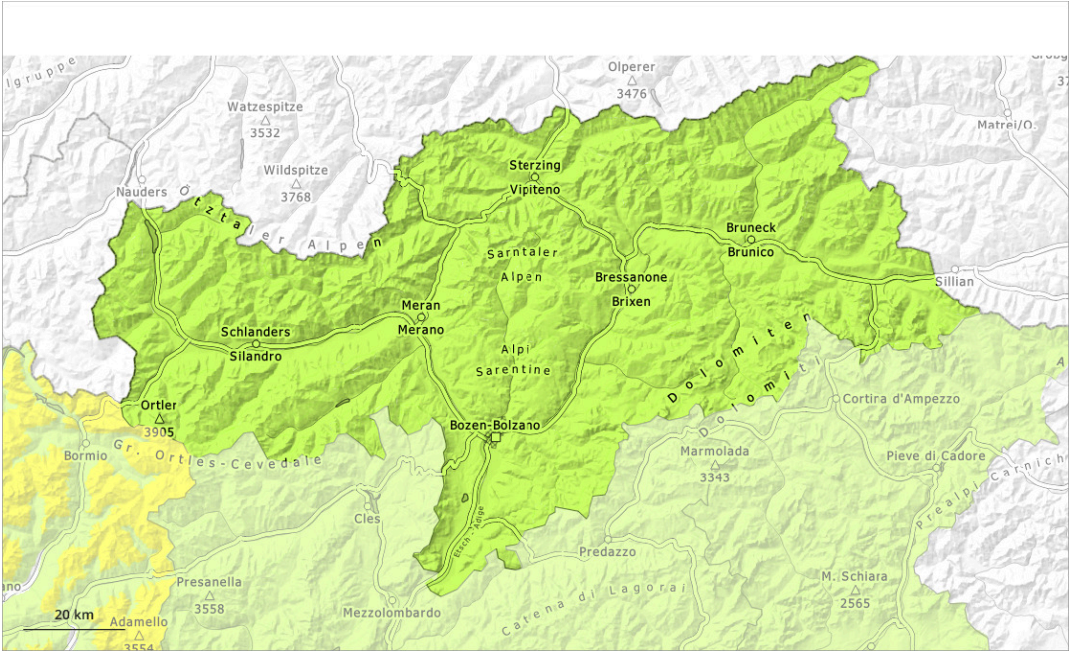 lgruppe
Olperer
3476
Watzespitze
3532
Matrei/O.
Wildspitze
3768
Nauders
Sterzing
Vipiteno
Ötztaler Alpen
Bruneck
Brunico
Sarntaler
Alpen
Bressanone
Brixen
Sillian
Meran
Merano
Schlanders
Silandro
Alpi
Sarentine
Dolomiten
Dolomiti
Ortler
3905
Cortina d'Ampezzo
Bozen-Bolzano
Bormio
Gr. Ortles-Cevedale
Marmolada
3343
Pieve di Cadore
Prealpi Carnich
Cles
Etsch - Adige
Predazzo
Presanella
3558
M. Schiara
2565
Catena di Lagorai
Mezzolombardo
20 km
Adamello
3554